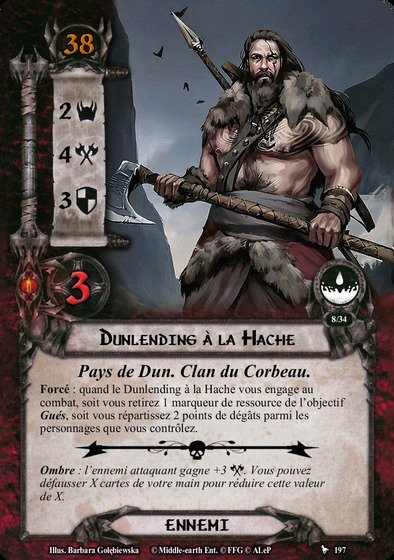 38
2
4
3
3
8/34
Dunlending à la Hache
Pays de Dun. Clan du Corbeau.
Forcé : quand le Dunlending à la Hache vous engage au
combat, soit vous retirez 1 marqueur de ressource de l'objectif
Gués, soit vous répartissez 2 points de dégâts parmi les
personnages que vous contrôlez.
Ombre : l'ennemi attaquant gagne +3 . Vous pouvez
défausser X cartes de votre main pour réduire cette valeur
de X.
ENNEMI
Illus. Barbara Gołębiewska © Middle-earth Ent. © FFG © ALeP 197